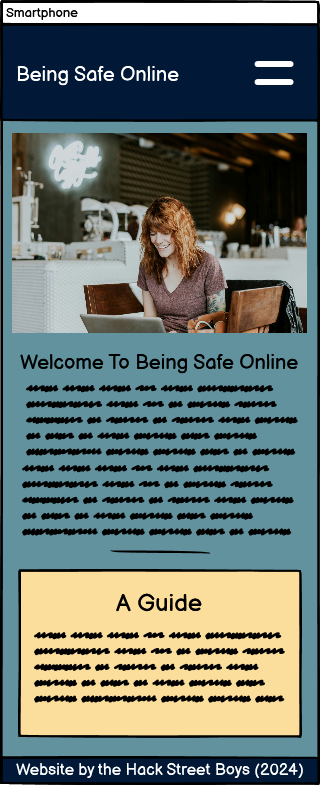 Smartphone
Being Safe Online
Welcome To Being Safe Online
A Guide
Website by the Hack Street Boys (2024)